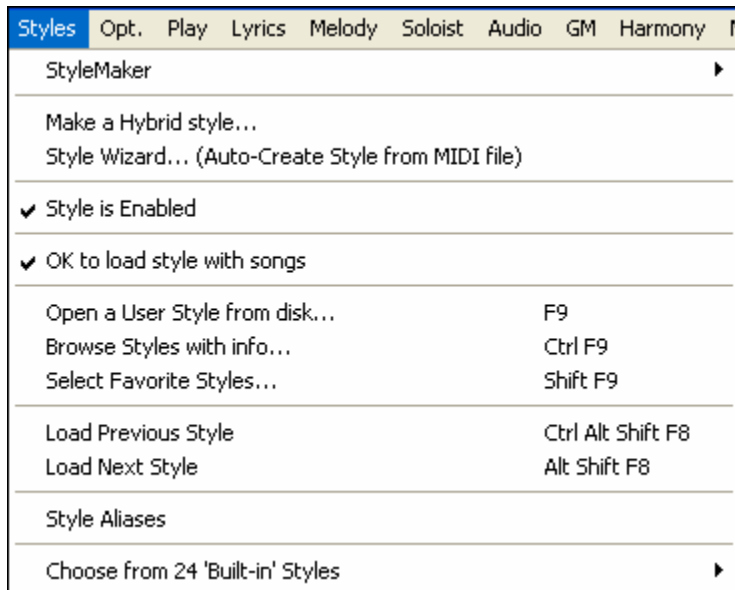 Styles Opt. Play Lyrics Melody Soloist Audio GM Harmony
StyleMaker
Make a Hybrid style...
Style Wizard... (Auto-Create Style from MIDI file)
Style is Enabled
OK to load style with songs
Open a User Style from disk... F9
Browse Styles with info... Ctrl F9
Select Favorite Styles... Shift F9
Load Previous Style Ctrl Alt Shift F8
Load Next Style Alt Shift F8
Style Aliases
Choose from 24 'Built-in' Styles